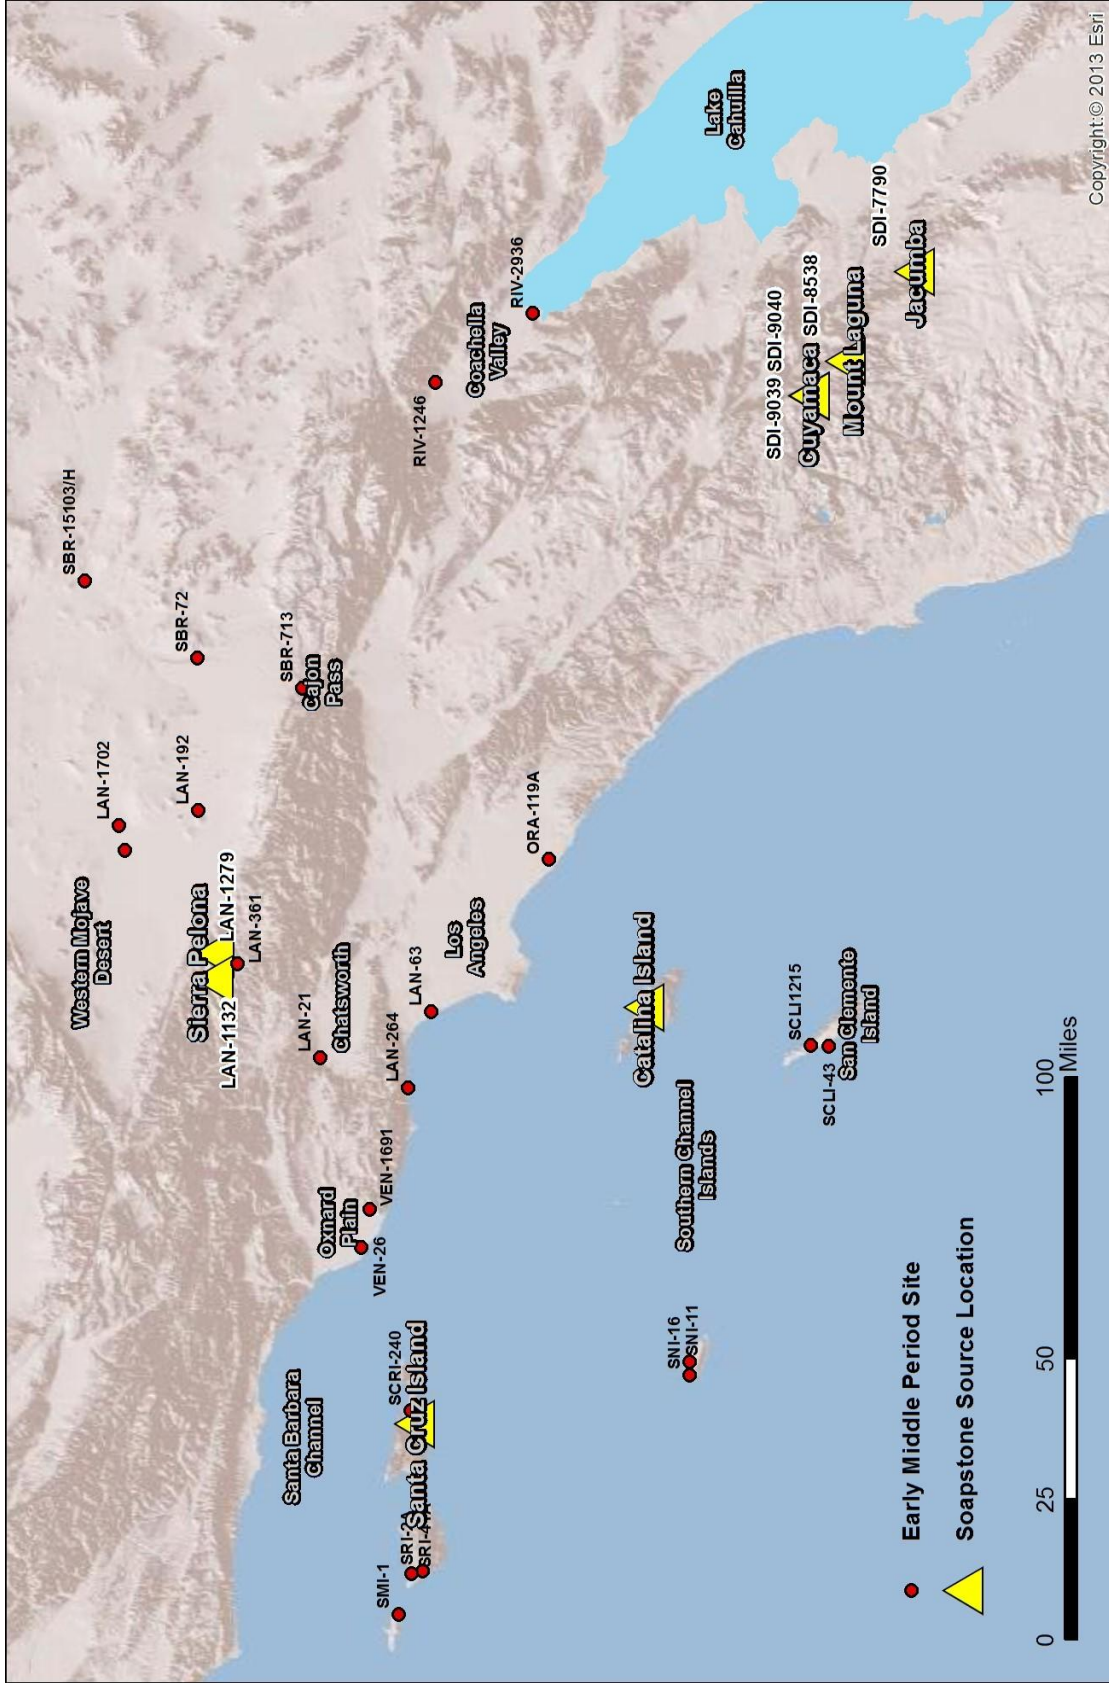 Western Mojave
Desert
LAN-1702
SBR-15103/H
LAN-192
SBR-72
Sierra Pelona
LAN-1132
LAN-1279
LAN-361
SBR-713
Cajon
Pass
Santa Barbara
Channel
Oxnard
Plain
LAN-21
Chatsworth
SMI-1
SRI-2A
Santa Cruz Island
SCRI-240
VEN-26
VEN-1691
LAN-264
LAN-63
Los
Angeles
ORA-119A
RIV-1246
Coachella
Valley
RIV-2936
Lake
Cahuilla
SNI-16
SNI-11
Southern Channel
Islands
Catalina Island
SCLI1215
SCLI-43
San Clemente
Island
SDI-9039 SDI-9040
Cuyamaca SDI-8538
Mount Laguna
SDI-7790
Jacumba
Early Middle Period Site
Soapstone Source Location
0 25 50 100
Miles
Copyright:© 2013 Esri